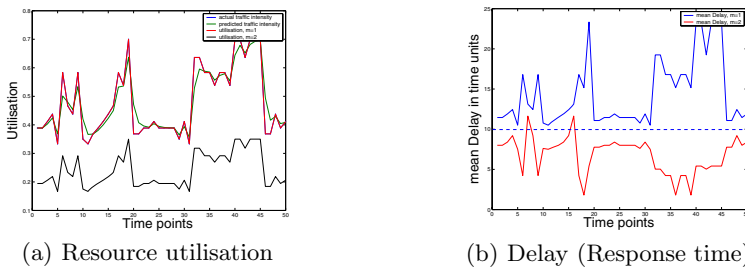 actual traffic intensity
predicted traffic intensity
utilisation, m=1
utilisation, m=2
0.8
0.7
0.6
0.5
0.4
0.3
0.2
0.1
Utilisation
0 5 10 15 20 25 30 35 40 45 50
Time points
(a) Resource utilisation
mean Delay, m=1
mean Delay, m=2
25
20
15
10
5
0
mean Delay in time units
0 5 10 15 20 25 30 35 40 45 50
Time points
(b) Delay (Response time)